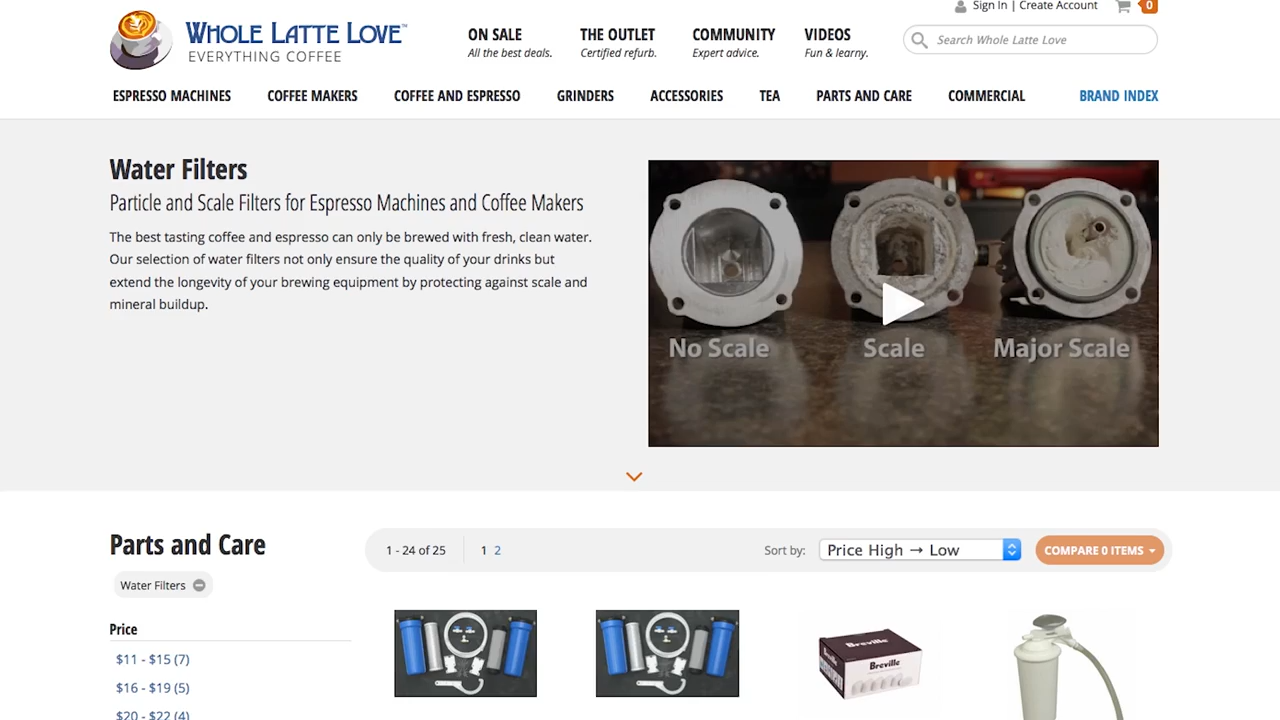 Sign In | Create Account
0
WHOLE LATTE LOVE™
EVERYTHING COFFEE
ON SALE
All the best deals.
THE OUTLET
Certified refurb.
COMMUNITY
Expert advice.
VIDEOS
Fun & learny.
Search Whole Latte Love
ESPRESSO MACHINES
COFFEE MAKERS
COFFEE AND ESPRESSO
GRINDERS
ACCESSORIES
TEA
PARTS AND CARE
COMMERCIAL
BRAND INDEX
Water Filters
Particle and Scale Filters for Espresso Machines and Coffee Makers
The best tasting coffee and espresso can only be brewed with fresh, clean water.
Our selection of water filters not only ensure the quality of your drinks but
extend the longevity of your brewing equipment by protecting against scale and
mineral buildup.
No Scale
Scale
Major Scale
Parts and Care
Water Filters
Price
$11 - $15 (7)
$16 - $19 (5)
$20 - $22 (4)
1 - 24 of 25
1 2
Sort by:
Price High → Low
COMPARE 0 ITEMS
Breville
Breville